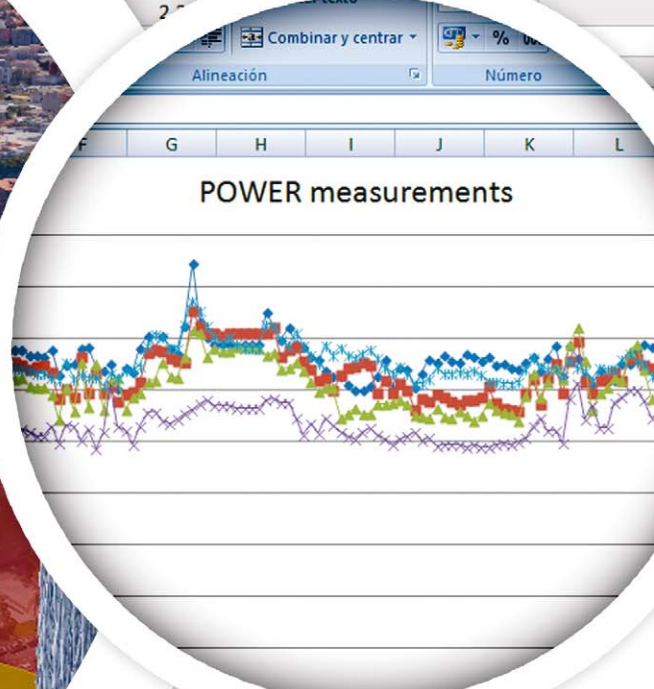 Combinar y centrar
Alineación
Número
%
F G H I J K L
POWER measurements